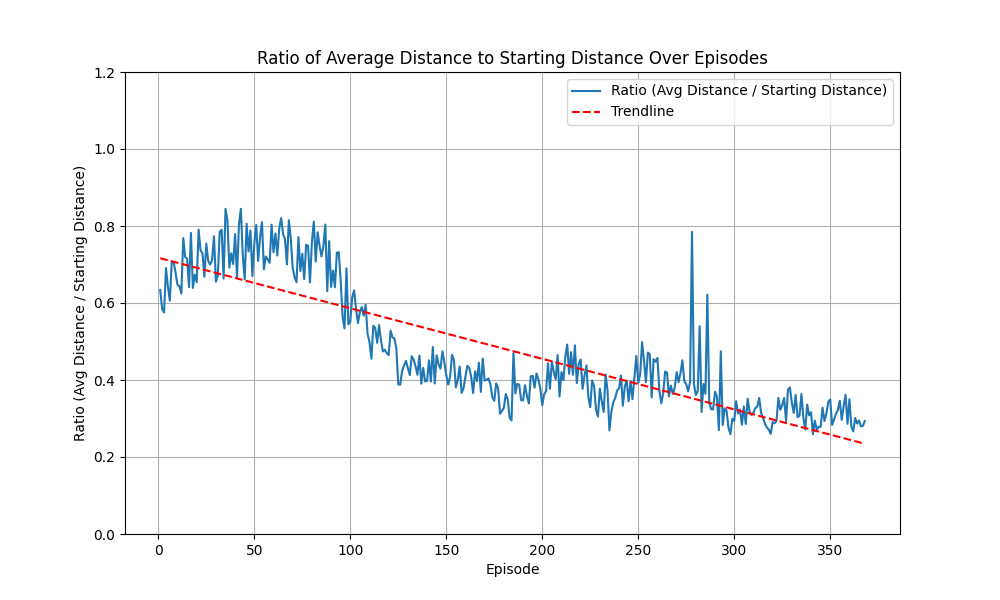 Ratio of Average Distance to Starting Distance Over Episodes
Ratio (Avg Distance / Starting Distance)
Trendline
1.2
1.0
0.8
0.6
0.4
0.2
0.0
Ratio (Avg Distance / Starting Distance)
0 50 100 150 200 250 300 350
Episode